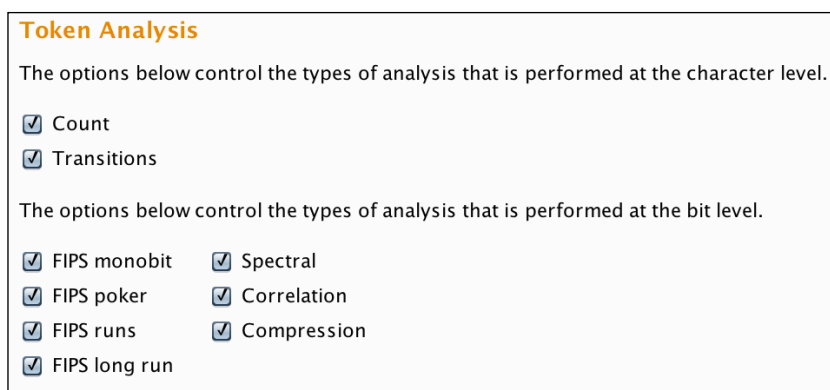 Token Analysis
The options below control the types of analysis that is performed at the character level.
Count
Transitions
The options below control the types of analysis that is performed at the bit level.
FIPS monobit Spectral
FIPS poker Correlation
FIPS runs Compression
FIPS long run